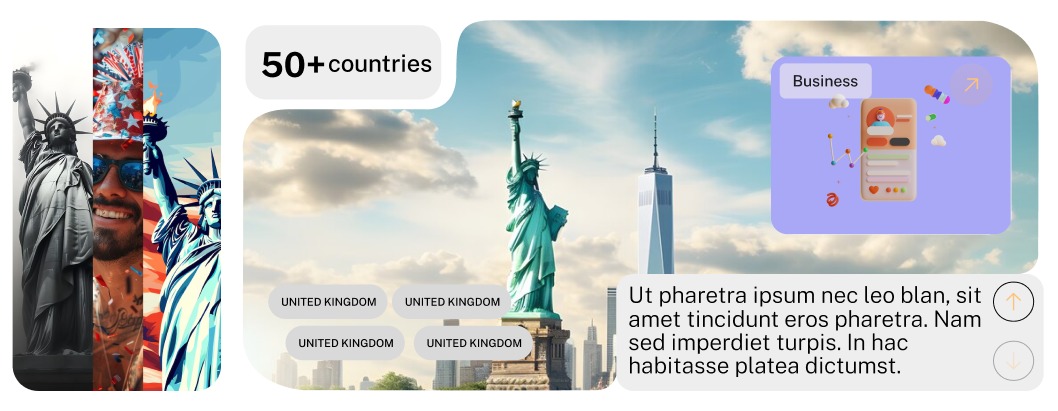 50+ countries
Business
UNITED KINGDOM UNITED KINGDOM
UNITED KINGDOM UNITED KINGDOM
Ut pharetra ipsum nec leo blan, sit
amet tincidunt eros pharetra. Nam
sed imperdiet turpis. In hac
habitasse platea dictumst.